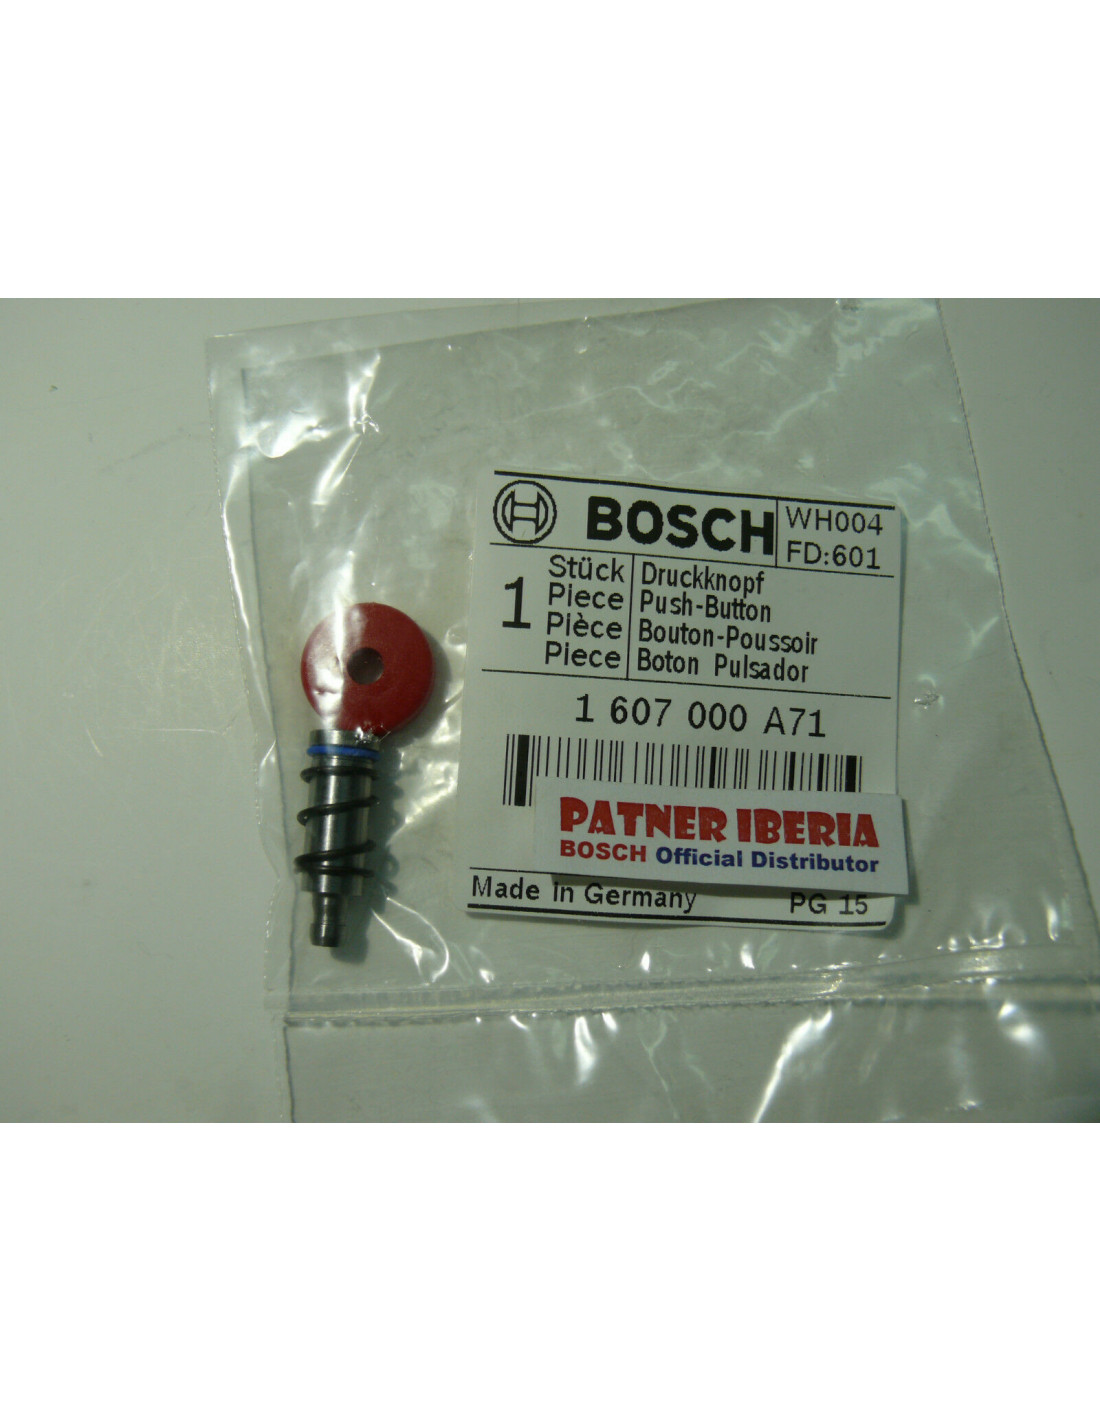 BOSCH
WH004
FD:601
1
Stück
Piece
Pièce
Piece
Druckknopf
Push-Button
Bouton-Poussoir
Boton Pulsador
1 607 000 A71
PATNER IBERIA
BOSCH Official Distributor
Made in Germany
PG 15